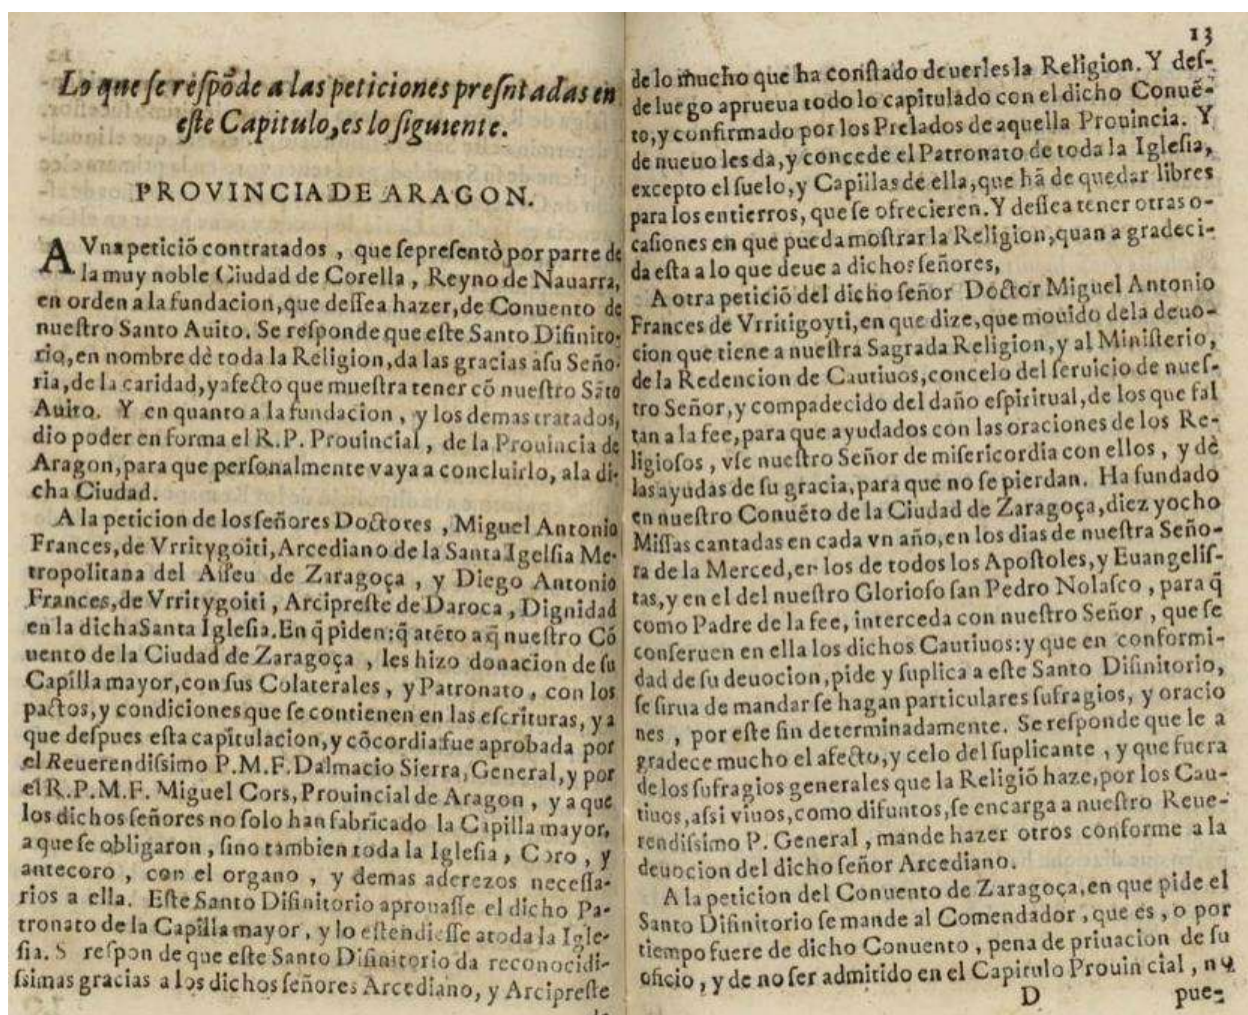 Lo que se respõde a las peticiones presntadas en
este Capitulo, es lo siguiente.
PROVINCIA DE ARAGON.
A Vna peticiõ contratados , que sepresentò por parte de
la muy noble Ciudad de Corella , Reyno de Nauarra,
en orden a la fundacion, que dessea hazer, de Conuento de
nuestro Santo Auito. Se responde que este Santo Difinito-
rio, en nombre dè toda la Religion, da las gracias asu Seño-
ria, de la caridad, yafecto que muestra tener cõ nuestro Sãto
Auito. Y en quanto a la fundacion , y los demas tratados,
dio poder en forma el R.P. Prouincial , de la Prouincia de
Aragon, para que personalmente vaya a concluirlo, ala di-
cha Ciudad.
A la peticion de los señores Doctores , Miguel Antonio
Frances, de Vrritygoiti, Arcediano de la Santa Igelsia Me-
tropolitana del Aiseu de Zaragoça , y Diego Antonio
Frances, de Vrritygoiti , Arcipreste de Daroca , Dignidad
en la dichaSanta Iglesia. En q̃ piden: q̃ atéto a q̃ nuestro Cõ
uento de la Ciudad de Zaragoça , les hizo donacion de su
Capilla mayor, con sus Colaterales , y Patronato , con los
pactos, y condiciones que se contienen en las escrituras, y a
que despues esta capitulacion, y cõcordia fue aprobada por
el Reuerendissimo P.M.F. Dalmacio Sierra, General, y por
el R.P.M.F. Miguel Cors, Prouincial de Aragon , y a que
los dichos señores no solo han fabricado la Capilla mayor,
a que se obligaron , sino tambien toda la Iglesia , Coro , y
antecoro , con el organo , y demas aderezos necessa-
rios a ella. Este Santo Difinitorio aprouasse el dicho Pa-
tronato de la Capilla mayor , y lo estendiesse atoda la Igle-
sia. S respon de que este Santo Difinitorio da reconocidi-
ssimas gracias a los dichos señores Arcediano, y Arcipreste
13
de lo mucho que ha constado deuerles la Religion. Y des-
de luego aprueua todo lo capitulado con el dicho Conuẽ-
to, y confirmado por los Prelados de aquella Prouincia. Y
de nueuo les da, y concede el Patronato de toda la Iglesia,
excepto el suelo, y Capillas de ella, que hã de quedar libres
para los entierros, que se ofrecieren. Y dessea tener otras o-
casiones en que pueda mostrar la Religion, quan a gradeci-
da esta a lo que deue a dichos señores,
A otra peticiõ del dicho señor Doctor Miguel Antonio
Frances de Vrritigoyti, en que dize, que mouido dela deuo-
cion que tiene a nuestra Sagrada Religion, y al Ministerio,
de la Redencion de Cautiuos, concelo del seruicio de nues-
tro Señor, y compadecido del daño espiritual, de los que fal
tan a la fee, para que ayudados con las oraciones de los Re-
ligiosos , vse nuestro Señor de misericordia con ellos , y dè
las ayudas de su gracia, para que no se pierdan. Ha fundado
en nuestro Conuéto de la Ciudad de Zaragoça, diez yocho
Missas cantadas en cada vn año, en los dias de nuestra Seño-
ra de la Merced, en los de todos los Apostoles, y Euangelis-
tas, y en el del nuestro Glorioso san Pedro Nolasco , para q̃
como Padre de la fee, interceda con nuestro Señor , que se
conseruen en ella los dichos Cautiuos: y que en conformi-
dad de su deuocion, pide y suplica a este Santo Difinitorio,
se sirua de mandar se hagan particulares sufragios, y oracio
nes , por este fin determinadamente. Se responde que le a
gradece mucho el afecto, y celo del suplicante , y que fuera
de los sufragios generales que la Religiõ haze, por los Cau-
tiuos, assi viuos, como difuntos, se encarga a nuestro Reue-
rendissimo P. General , mande hazer otros conforme a la
deuocion del dicho señor Arcediano.
A la peticion del Conuento de Zaragoça, en que pide el
Santo Difinitorio se mande al Comendador , que es , o por
tiempo fuere de dicho Conuento , pena de priuacion de su
oficio , y de no ser admitido en el Capitulo Prouin cial , no
D pue-